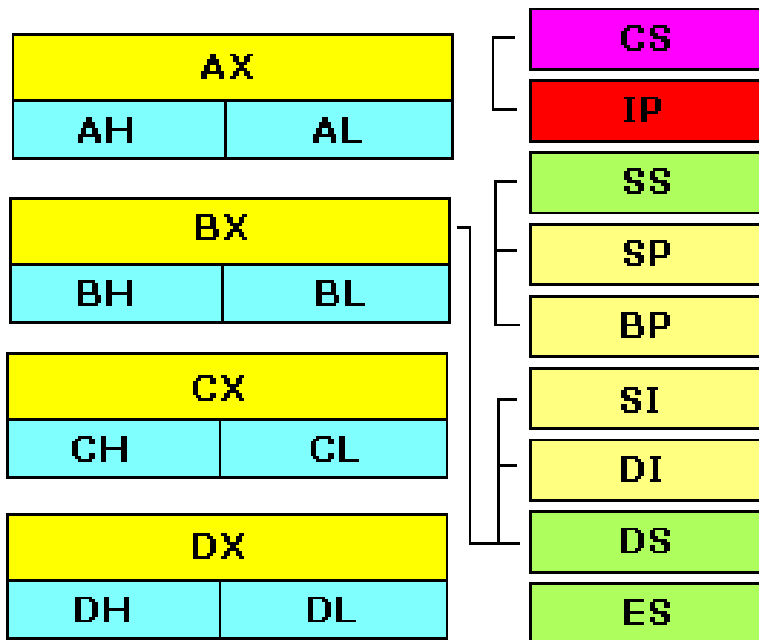 AX
AH AL
BX
BH BL
CX
CH CL
DX
DH DL
CS
IP
SS
SP
BP
SI
DI
DS
ES